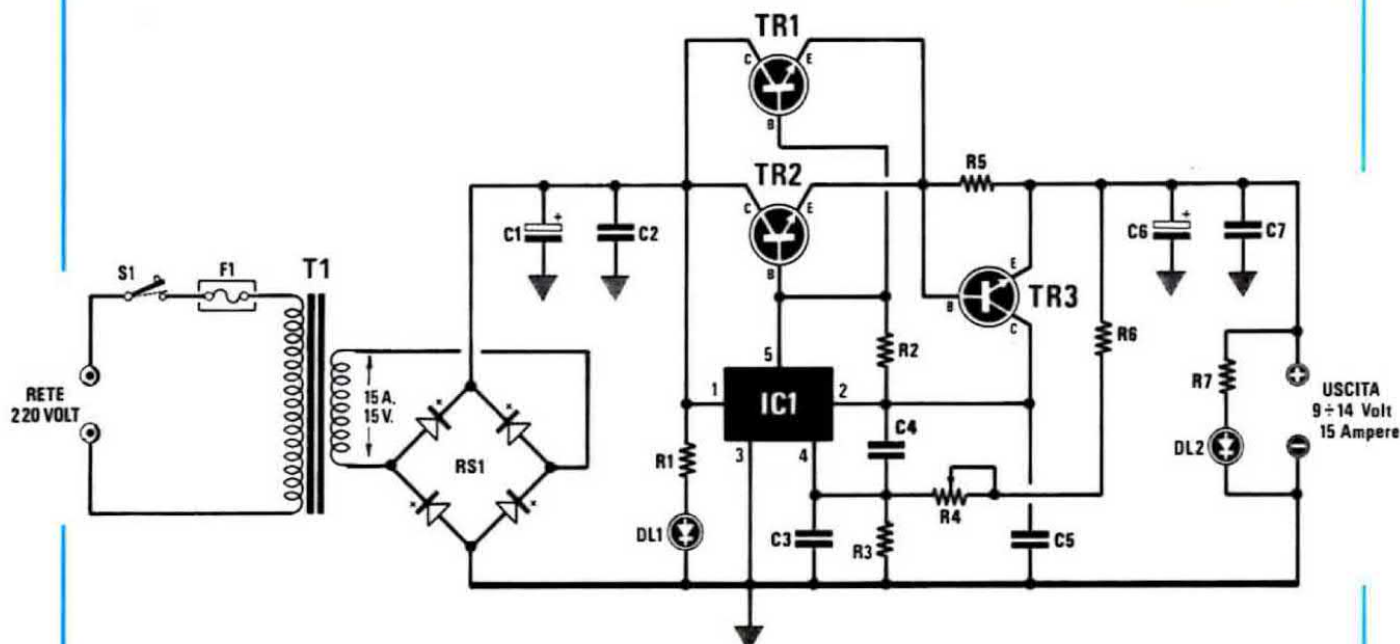 TR1
C
E
B
TR2
C
E
B
R5
C1
+
C2
E
B
TR3
C
C6
+
C7
S1
F1
T1
R2
R6
5
15 A.
15 V.
RETE
220 VOLT
1
IC1
2
R7
+
USCITA
9÷14 Volt
15 Ampere
−
RS1
R1
3
4
C4
DL2
R4
DL1
C3
R3
C5